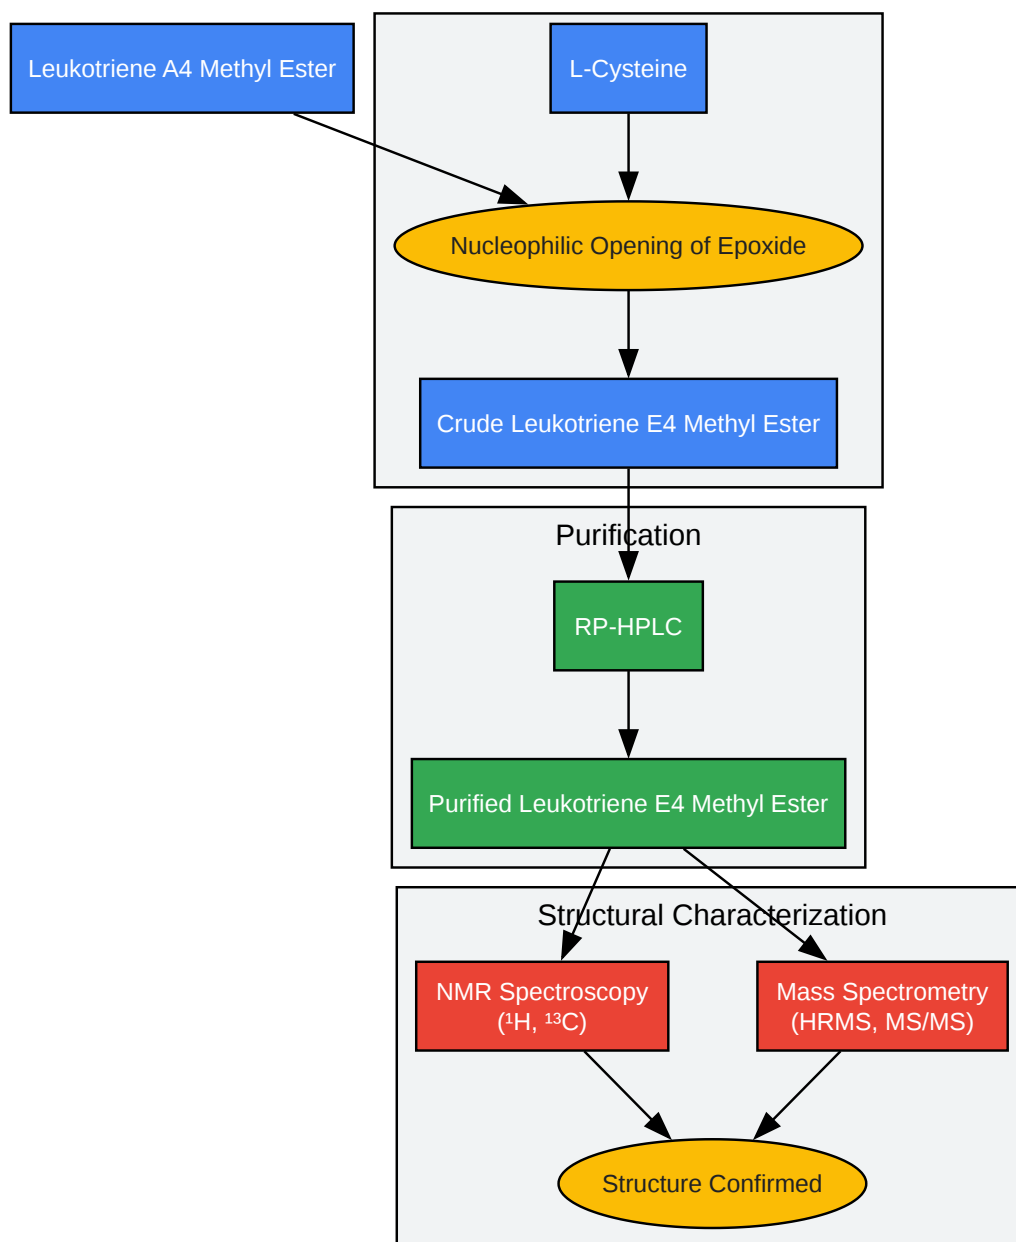 Leukotriene A4 Methyl Ester
L-Cysteine
Nucleophilic Opening of Epoxide
Crude Leukotriene E4 Methyl Ester
Purification
RP-HPLC
Purified Leukotriene E4 Methyl Ester
Structural Characterization
NMR Spectroscopy
(¹H, ¹³C)
Mass Spectrometry
(HRMS, MS/MS)
Structure Confirmed